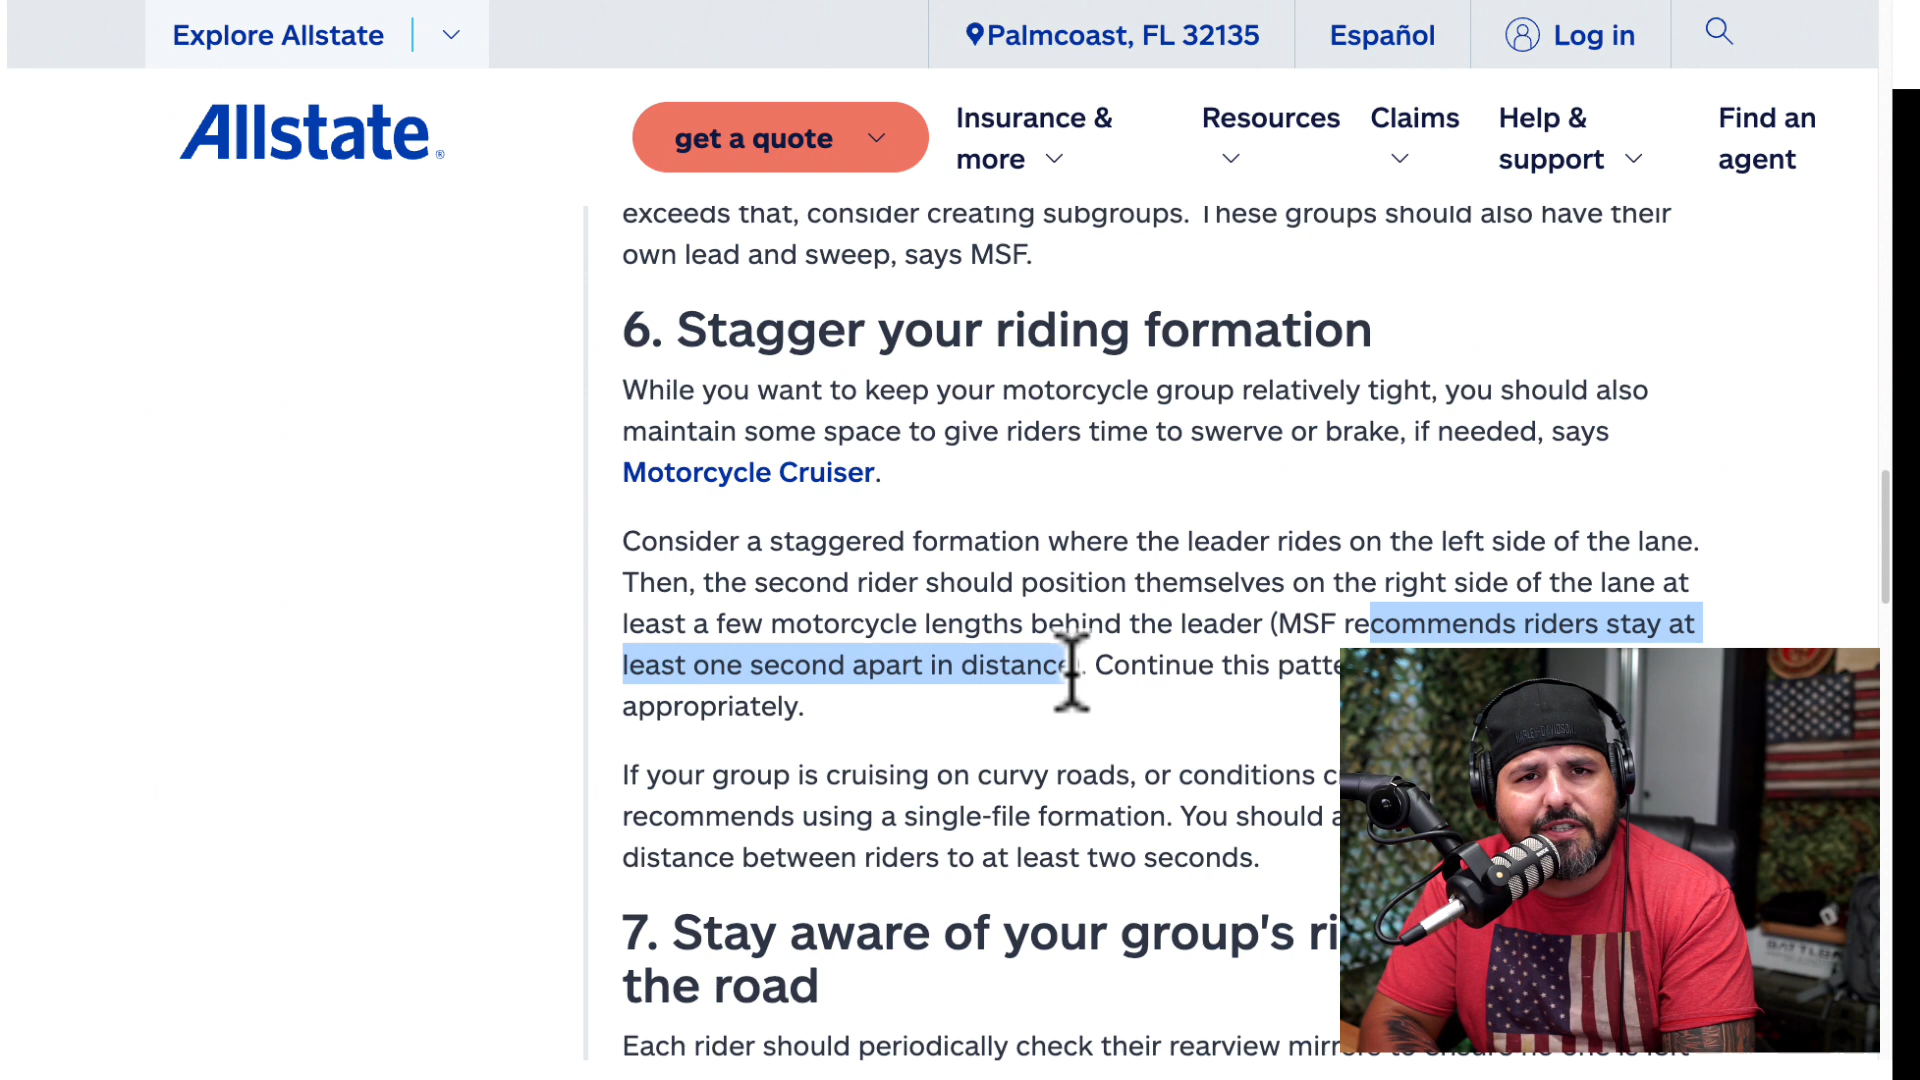 Explore Allstate
Palmcoast, FL 32135
Español
Log in
Allstate®
get a quote
Insurance & more
Resources
Claims
Help & support
Find an agent
exceeds that, consider creating subgroups. These groups should also have their
own lead and sweep, says MSF.
6. Stagger your riding formation
While you want to keep your motorcycle group relatively tight, you should also
maintain some space to give riders time to swerve or brake, if needed, says
Motorcycle Cruiser.
Consider a staggered formation where the leader rides on the left side of the lane.
Then, the second rider should position themselves on the right side of the lane at
least a few motorcycle lengths behind the leader (MSF recommends riders stay at
least one second apart in distance). Continue this patte
appropriately.
If your group is cruising on curvy roads, or conditions c
recommends using a single-file formation. You should a
distance between riders to at least two seconds.
7. Stay aware of your group's ri
the road
Each rider should periodically check their rearview mirr
HARLEY-DAVIDSON